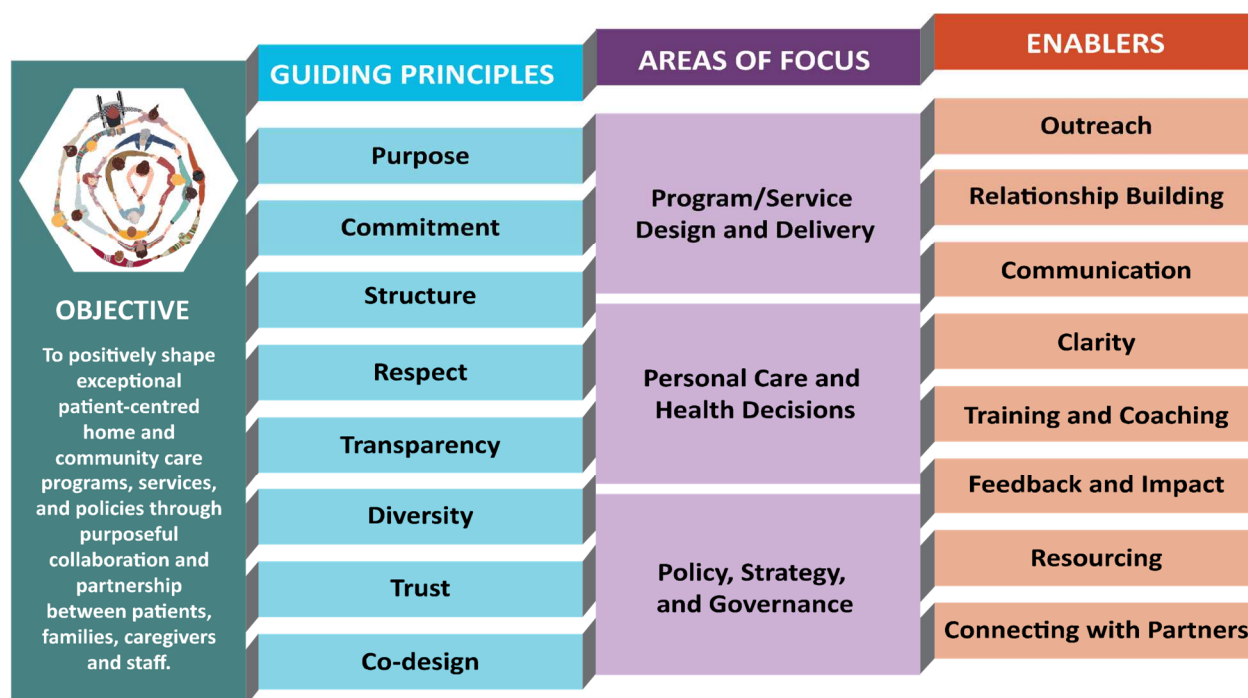 OBJECTIVE
To positively shape
exceptional
patient-centred
home and
community care
programs, services,
and policies through
purposeful
collaboration and
partnership
between patients,
families, caregivers
and staff.
GUIDING PRINCIPLES
Purpose
Commitment
Structure
Respect
Transparency
Diversity
Trust
Co-design
AREAS OF FOCUS
Program/Service
Design and Delivery
Personal Care and
Health Decisions
Policy, Strategy,
and Governance
ENABLERS
Outreach
Relationship Building
Communication
Clarity
Training and Coaching
Feedback and Impact
Resourcing
Connecting with Partners